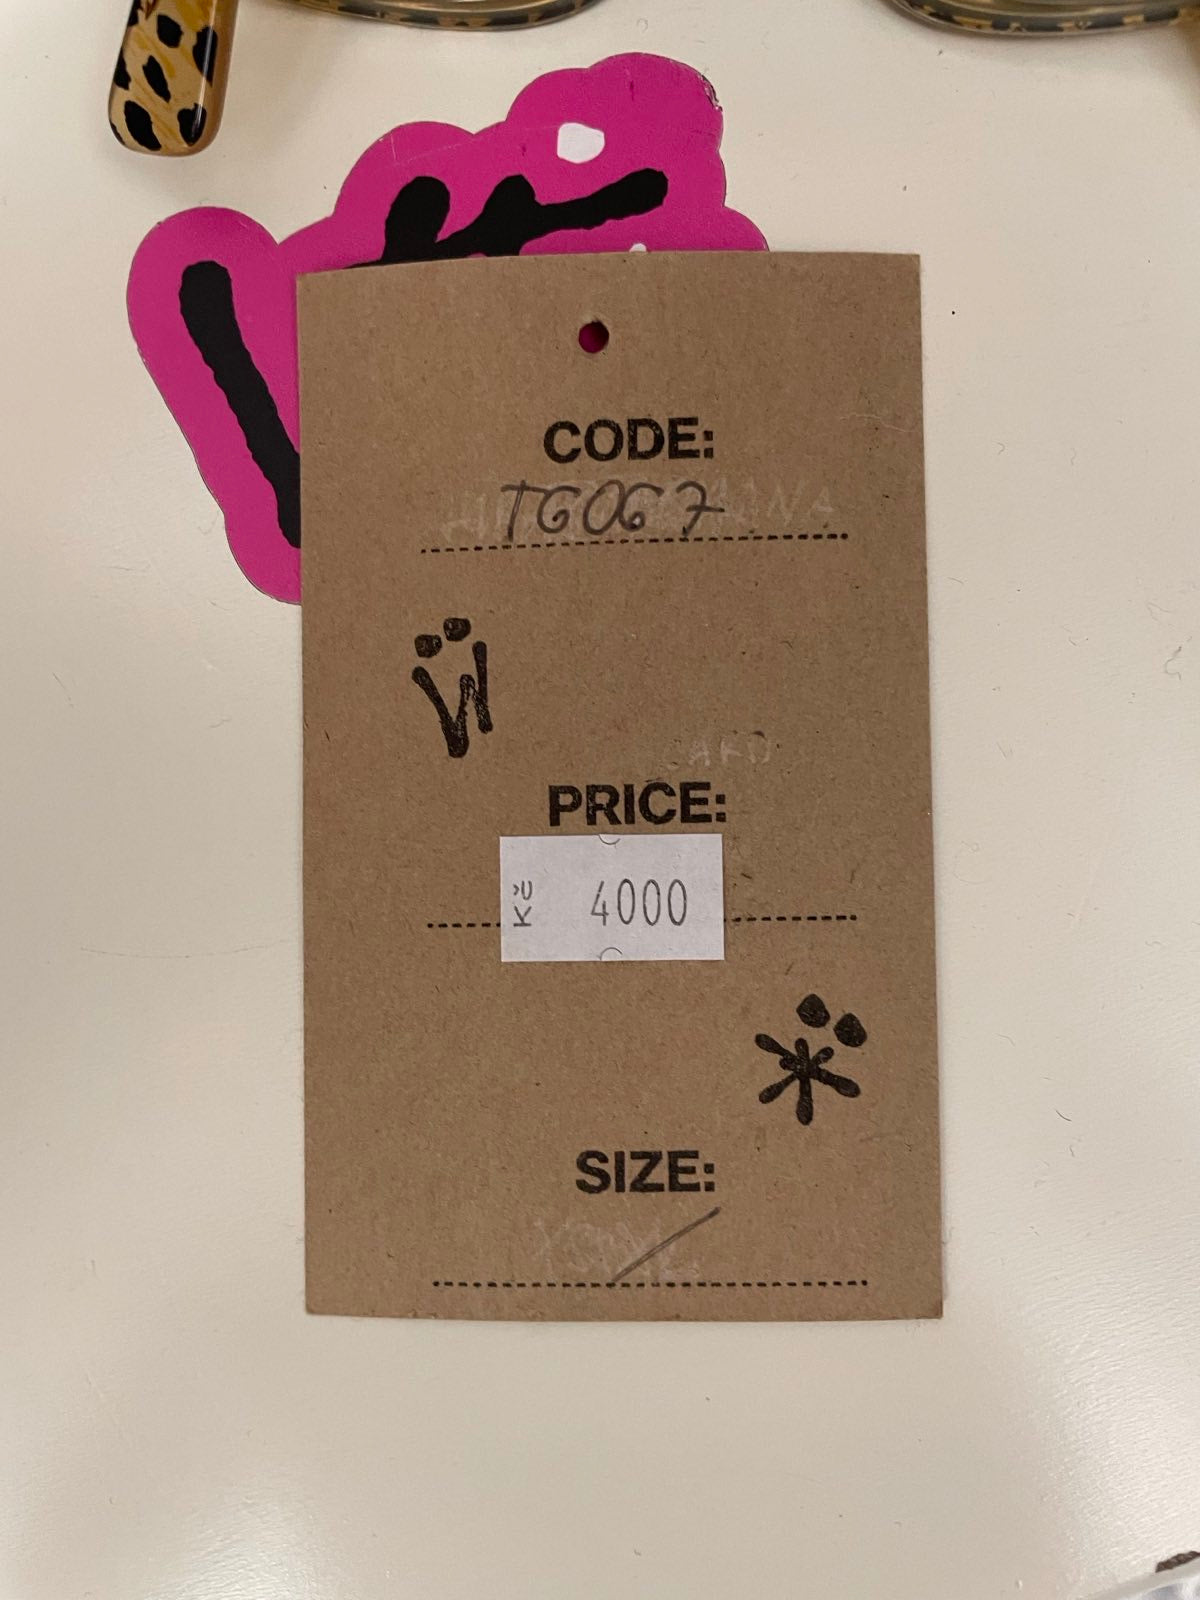 CODE:
TG067
PRICE:
Kč 4000
SIZE:
/